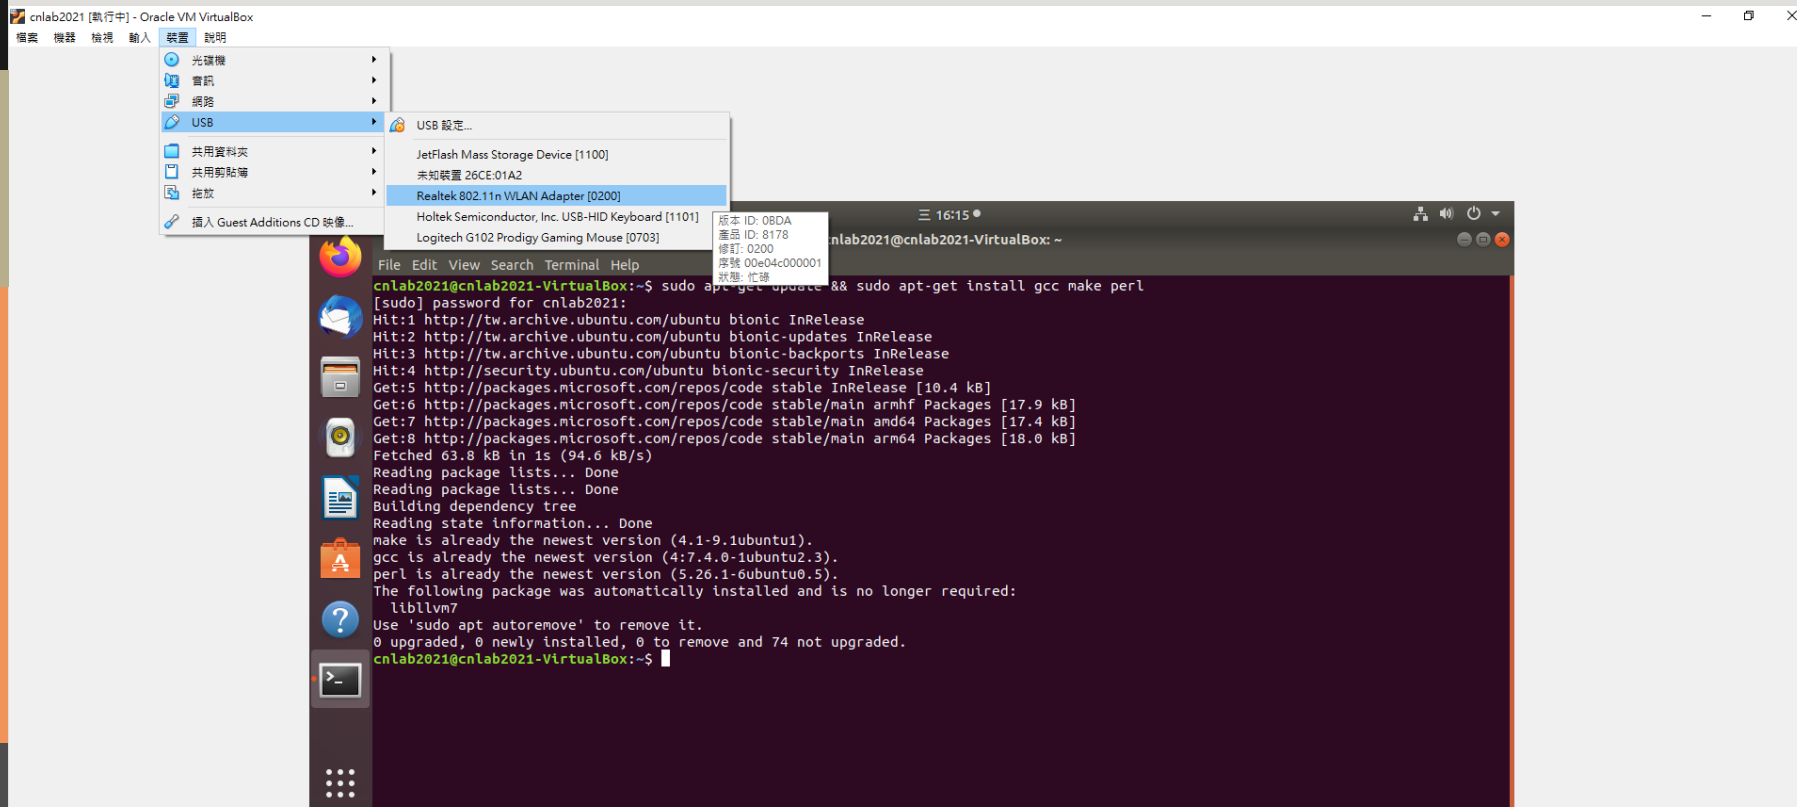 cnlab2021 [執行中] - Oracle VM VirtualBox
檔案 機器 檢視 輸入 裝置 說明
光碟機
音訊
網路
USB
共用資料夾
共用剪貼簿
拖放
插入 Guest Additions CD 映像...
USB 設定...
JetFlash Mass Storage Device [1100]
未知裝置 26CE:01A2
Realtek 802.11n WLAN Adapter [0200]
Holtek Semiconductor, Inc. USB-HID Keyboard [1101]
Logitech G102 Prodigy Gaming Mouse [0703]
版本 ID: 0BDA
產品 ID: 8178
修訂: 0200
序號 00e04c000001
狀態: 忙碌
三 16:15
cnlab2021@cnlab2021-VirtualBox: ~
File Edit View Search Terminal Help
cnlab2021@cnlab2021-VirtualBox:~$ sudo apt-get update && sudo apt-get install gcc make perl
[sudo] password for cnlab2021:
Hit:1 http://tw.archive.ubuntu.com/ubuntu bionic InRelease
Hit:2 http://tw.archive.ubuntu.com/ubuntu bionic-updates InRelease
Hit:3 http://tw.archive.ubuntu.com/ubuntu bionic-backports InRelease
Hit:4 http://security.ubuntu.com/ubuntu bionic-security InRelease
Get:5 http://packages.microsoft.com/repos/code stable InRelease [10.4 kB]
Get:6 http://packages.microsoft.com/repos/code stable/main armhf Packages [17.9 kB]
Get:7 http://packages.microsoft.com/repos/code stable/main amd64 Packages [17.4 kB]
Get:8 http://packages.microsoft.com/repos/code stable/main arm64 Packages [18.0 kB]
Fetched 63.8 kB in 1s (94.6 kB/s)
Reading package lists... Done
Reading package lists... Done
Building dependency tree
Reading state information... Done
make is already the newest version (4.1-9.1ubuntu1).
gcc is already the newest version (4:7.4.0-1ubuntu2.3).
perl is already the newest version (5.26.1-6ubuntu0.5).
The following package was automatically installed and is no longer required:
  libllvm7
Use 'sudo apt autoremove' to remove it.
0 upgraded, 0 newly installed, 0 to remove and 74 not upgraded.
cnlab2021@cnlab2021-VirtualBox:~$